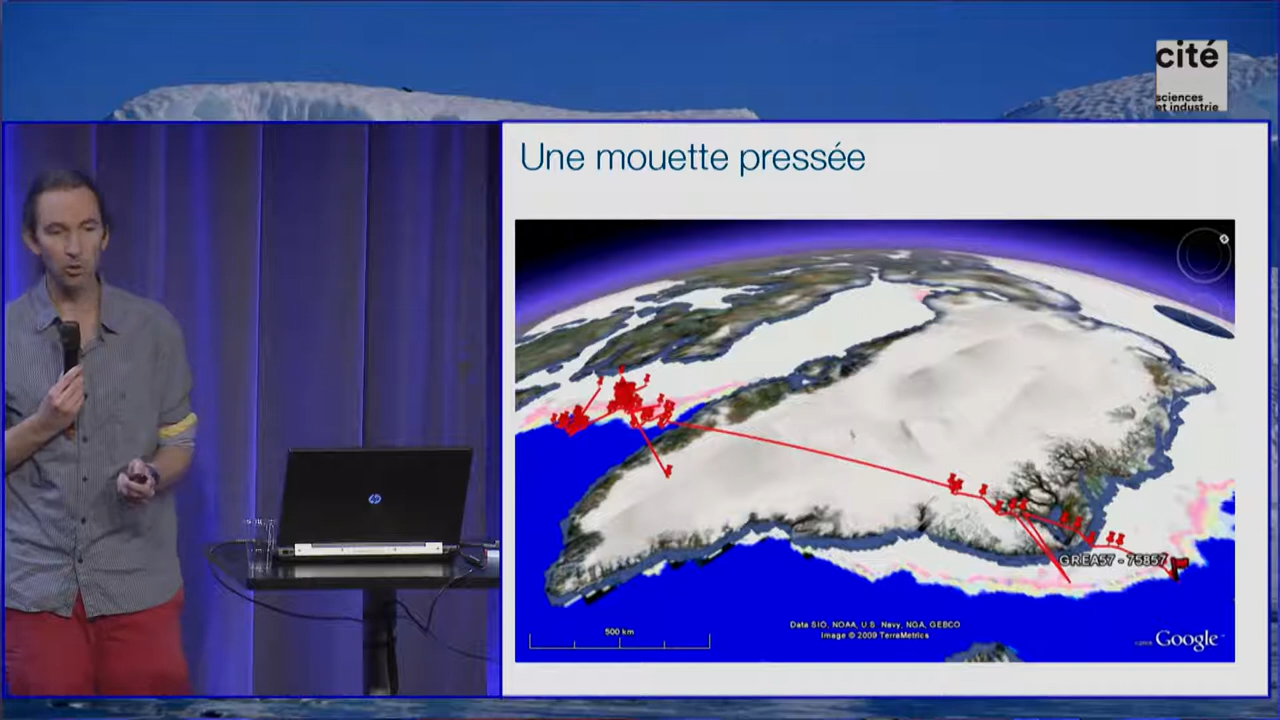 cité
sciences
et industrie
Une mouette pressée
GREA57 - 75857
500 km
Data SIO, NOAA, U.S. Navy, NGA, GEBCO
Image © 2009 TerraMetrics
Google
hp